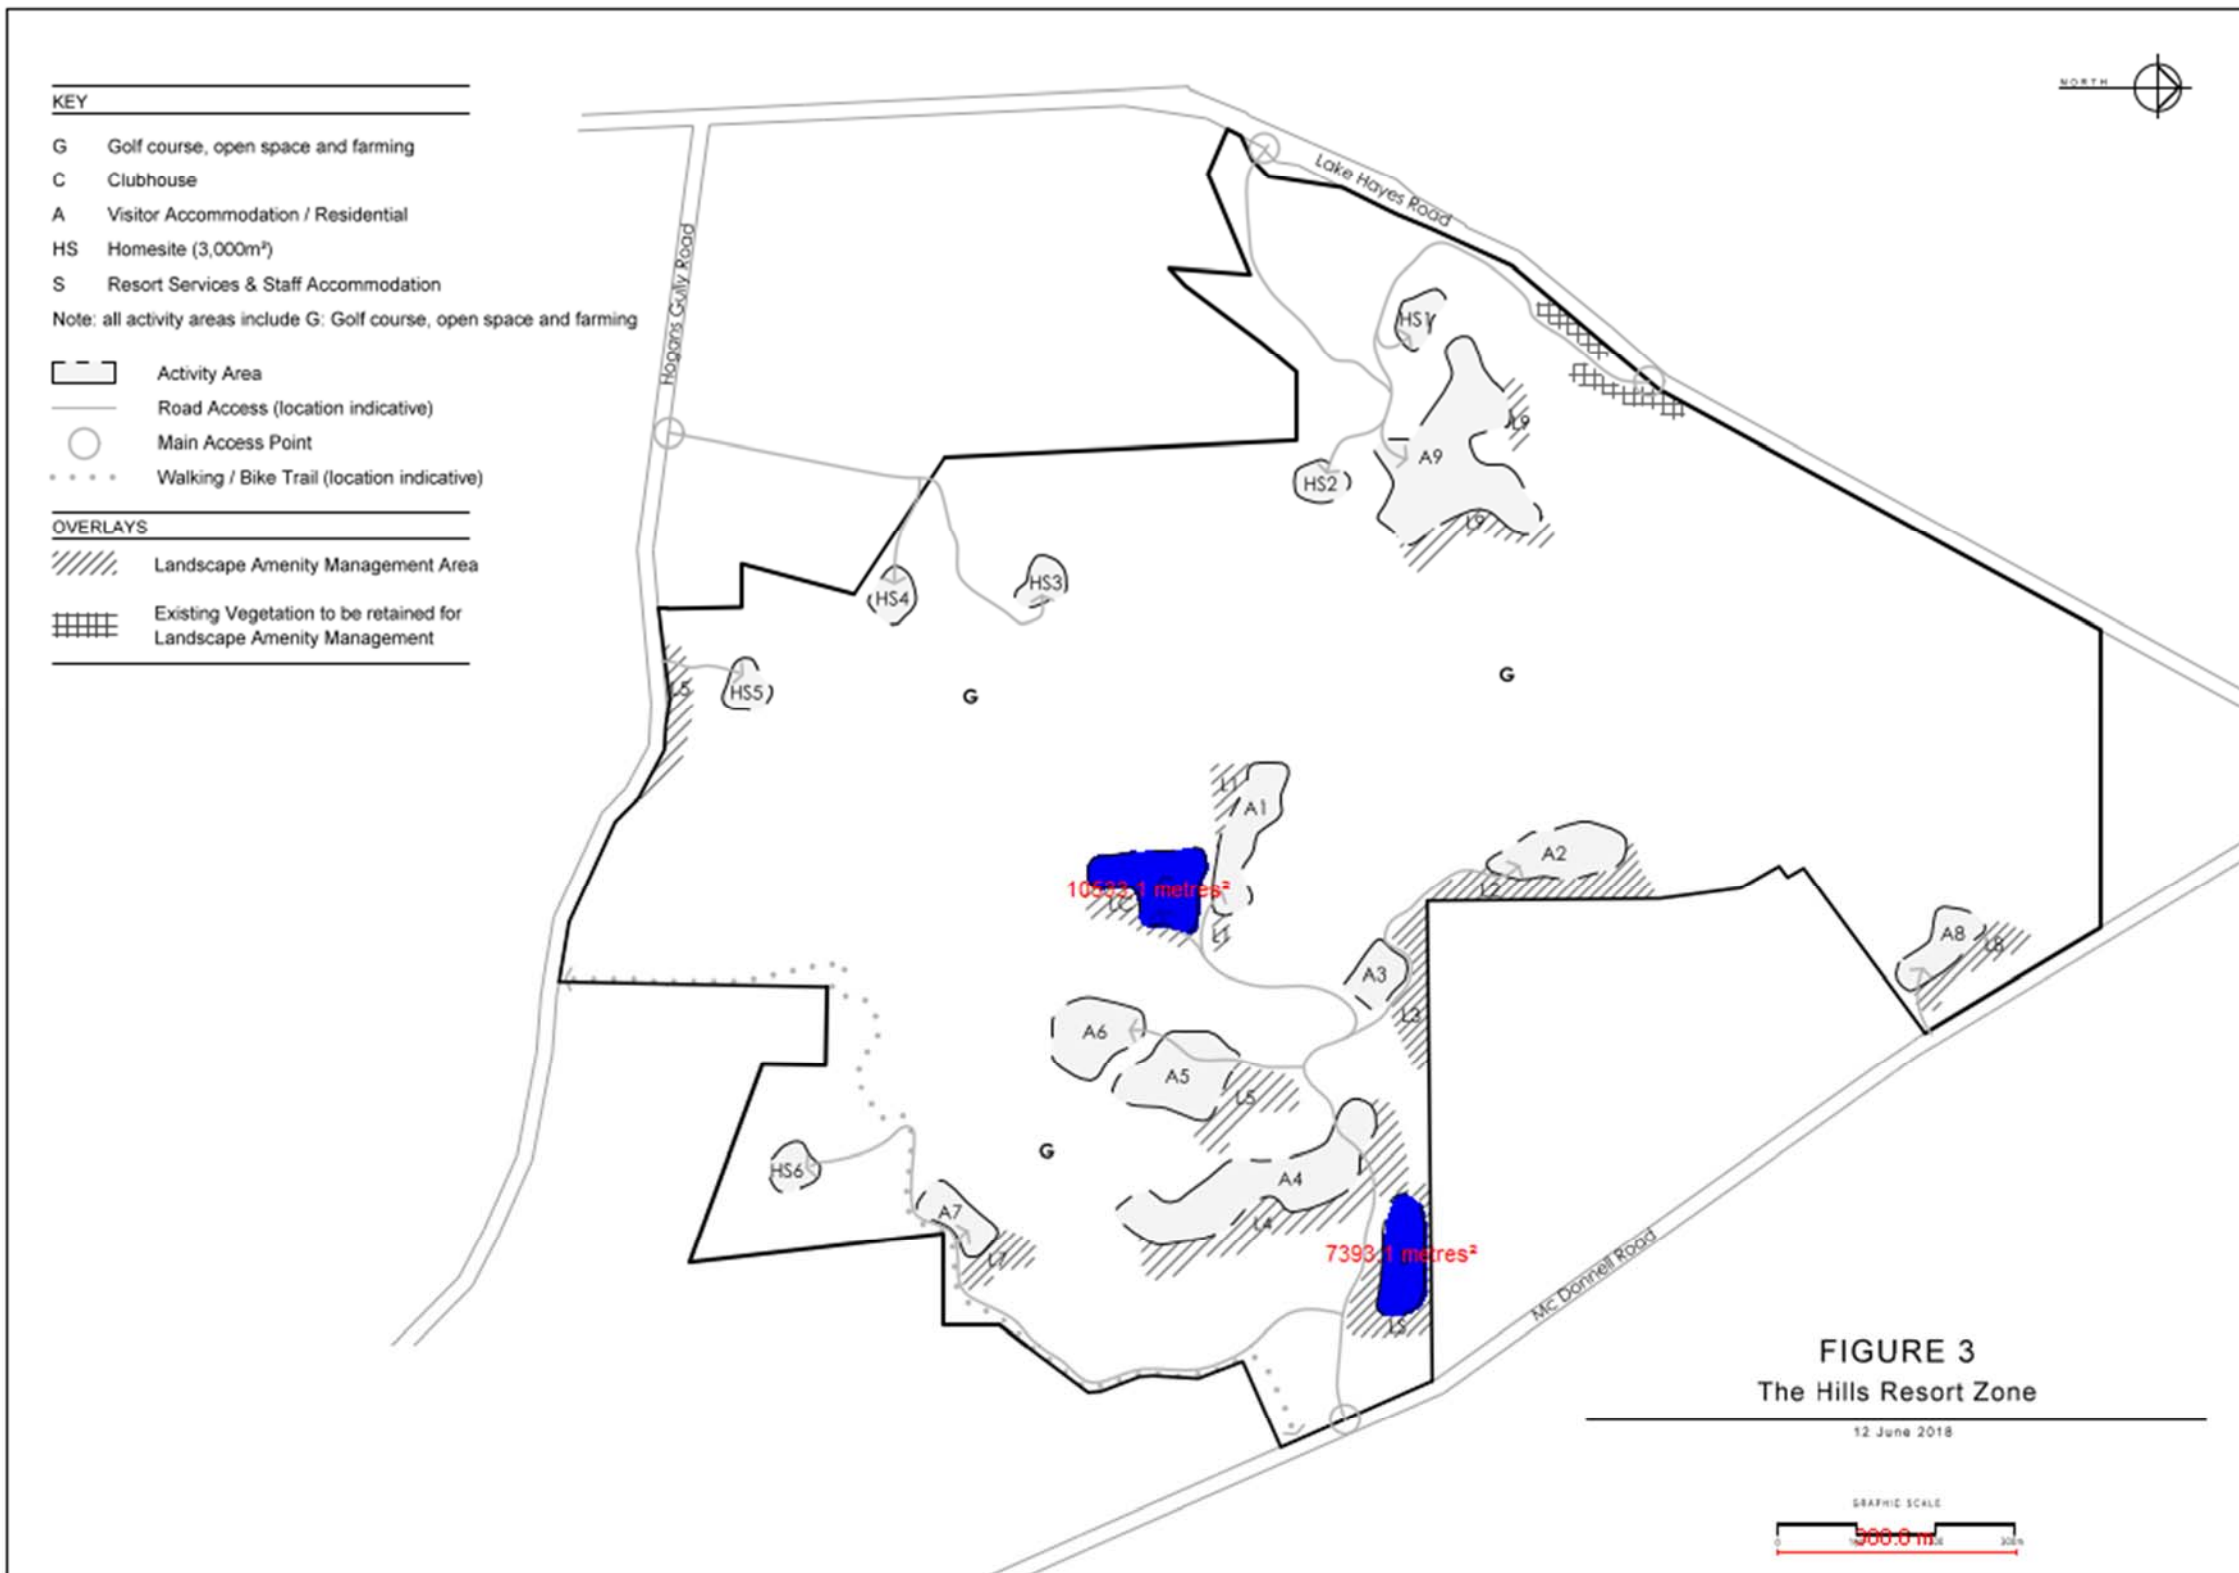 KEY
G Golf course, open space and farming
C Clubhouse
A Visitor Accommodation / Residential
HS Homesite (3,000m²)
S Resort Services & Staff Accommodation
Note: all activity areas include G: Golf course, open space and farming
Activity Area
Road Access (location indicative)
Main Access Point
Walking / Bike Trail (location indicative)
OVERLAYS
Landscape Amenity Management Area
Existing Vegetation to be retained for
Landscape Amenity Management
NORTH
Lake Hayes Road
Hogans Gully Road
HS1
L9
A9
HS2
L9
HS3
HS4
L5
HS5
G
G
L1
A1
A2
L2
metres²
L1
A8
L8
A3
L3
A6
A5
L5
G
A4
L4
HS6
A7
L7
7393.1 metres²
LS
Mc Donnell Road
FIGURE 3
The Hills Resort Zone
12 June 2018
GRAPHIC SCALE
0
300m